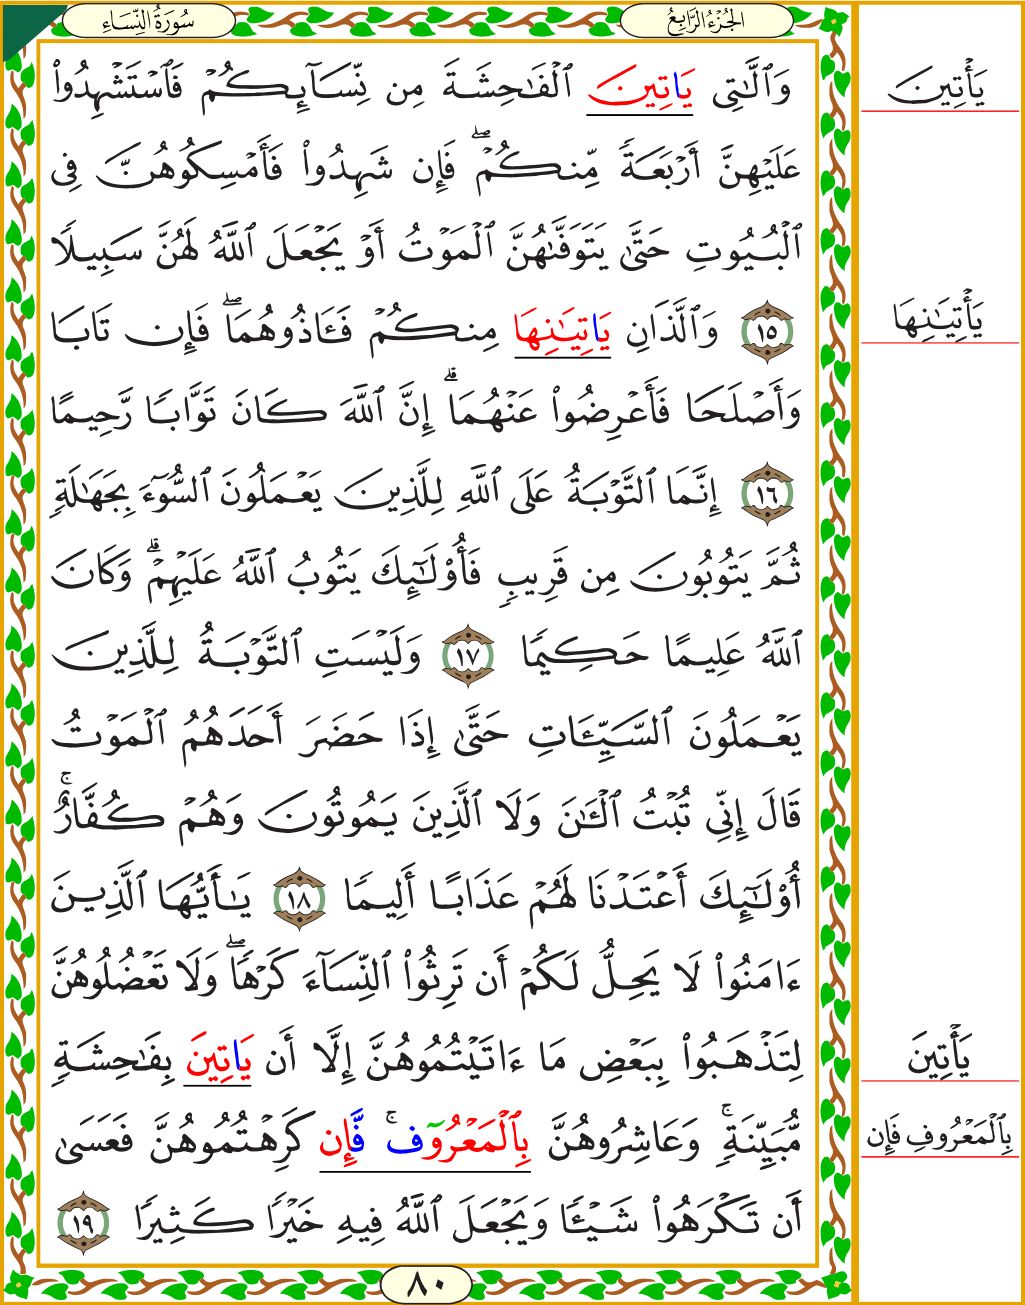 سُورَةُ النِّسَاءِ
الجُزْءُ الرَّابِعُ
وَٱلَّٰتِى يَاتِينَ ٱلْفَٰحِشَةَ مِن نِّسَآئِكُمْ فَٱسْتَشْهِدُوا۟
عَلَيْهِنَّ أَرْبَعَةً مِّنكُمْ ۖ فَإِن شَهِدُوا۟ فَأَمْسِكُوهُنَّ فِى
ٱلْبُيُوتِ حَتَّىٰ يَتَوَفَّىٰهُنَّ ٱلْمَوْتُ أَوْ يَجْعَلَ ٱللَّهُ لَهُنَّ سَبِيلًا
١٥ وَٱلَّذَانِ يَاتِيَٰنِهَا مِنكُمْ فَـَٔاذُوهُمَا ۖ فَإِن تَابَا
وَأَصْلَحَا فَأَعْرِضُوا۟ عَنْهُمَا ۗ إِنَّ ٱللَّهَ كَانَ تَوَّابًا رَّحِيمًا
١٦ إِنَّمَا ٱلتَّوْبَةُ عَلَى ٱللَّهِ لِلَّذِينَ يَعْمَلُونَ ٱلسُّوٓءَ بِجَهَٰلَةٍ
ثُمَّ يَتُوبُونَ مِن قَرِيبٍ فَأُو۟لَٰٓئِكَ يَتُوبُ ٱللَّهُ عَلَيْهِمْ ۗ وَكَانَ
ٱللَّهُ عَلِيمًا حَكِيمًا ١٧ وَلَيْسَتِ ٱلتَّوْبَةُ لِلَّذِينَ
يَعْمَلُونَ ٱلسَّيِّـَٔاتِ حَتَّىٰٓ إِذَا حَضَرَ أَحَدَهُمُ ٱلْمَوْتُ
قَالَ إِنِّى تُبْتُ ٱلْـَٰٔنَ وَلَا ٱلَّذِينَ يَمُوتُونَ وَهُمْ كُفَّارٌ ۚ
أُو۟لَٰٓئِكَ أَعْتَدْنَا لَهُمْ عَذَابًا أَلِيمًا ١٨ يَٰٓأَيُّهَا ٱلَّذِينَ
ءَامَنُوا۟ لَا يَحِلُّ لَكُمْ أَن تَرِثُوا۟ ٱلنِّسَآءَ كَرْهًا ۖ وَلَا تَعْضُلُوهُنَّ
لِتَذْهَبُوا۟ بِبَعْضِ مَآ ءَاتَيْتُمُوهُنَّ إِلَّآ أَن يَاتِينَ بِفَٰحِشَةٍ
مُّبَيِّنَةٍ ۚ وَعَاشِرُوهُنَّ بِٱلْمَعْرُوٓف ۚ فَّإِن كَرِهْتُمُوهُنَّ فَعَسَىٰٓ
أَن تَكْرَهُوا۟ شَيْـًٔا وَيَجْعَلَ ٱللَّهُ فِيهِ خَيْرًا كَثِيرًا ١٩
٨٠
يَأْتِينَ
يَأْتِيَٰنِهَا
يَأْتِينَ
بِٱلْمَعْرُوفِ فَإِن